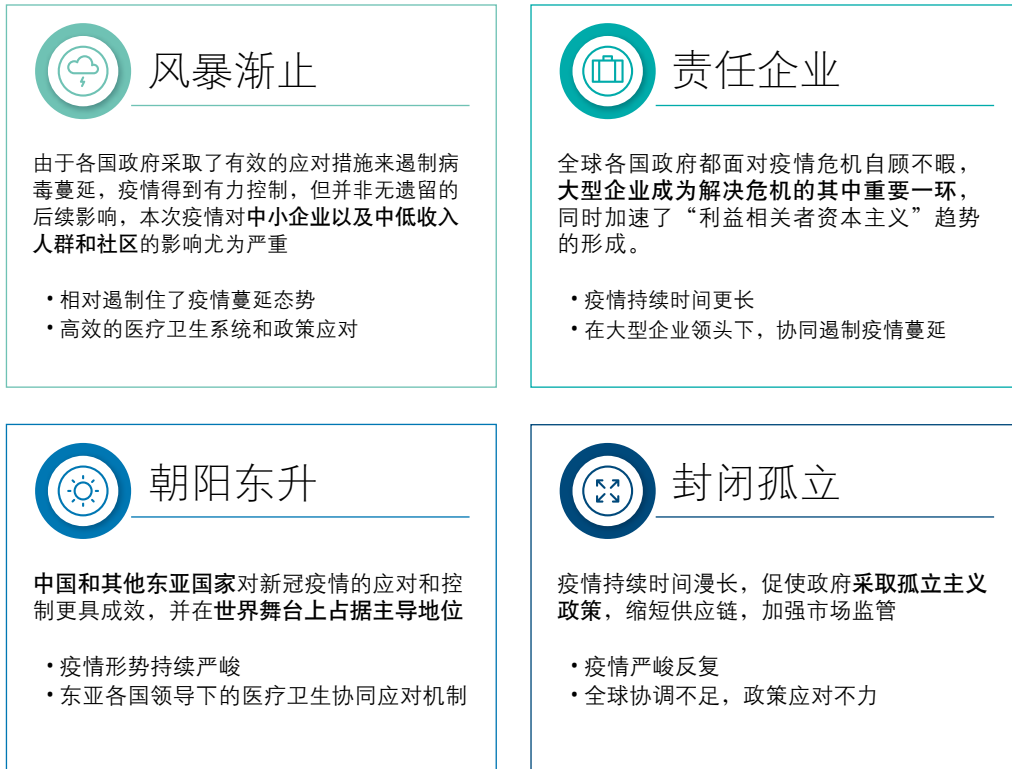 风暴渐止
由于各国政府采取了有效的应对措施来遏制病
毒蔓延，疫情得到有力控制，但并非无遗留的
后续影响，本次疫情对中小企业以及中低收入
人群和社区的影响尤为严重
•相对遏制住了疫情蔓延态势
•高效的医疗卫生系统和政策应对
责任企业
全球各国政府都面对疫情危机自顾不暇，
大型企业成为解决危机的其中重要一环，
同时加速了“利益相关者资本主义”趋势
的形成。
•疫情持续时间更长
•在大型企业领头下，协同遏制疫情蔓延
朝阳东升
中国和其他东亚国家对新冠疫情的应对和控
制更具成效，并在世界舞台上占据主导地位
•疫情形势持续严峻
•东亚各国领导下的医疗卫生协同应对机制
封闭孤立
疫情持续时间漫长，促使政府采取孤立主义
政策，缩短供应链，加强市场监管
•疫情严峻反复
•全球协调不足，政策应对不力